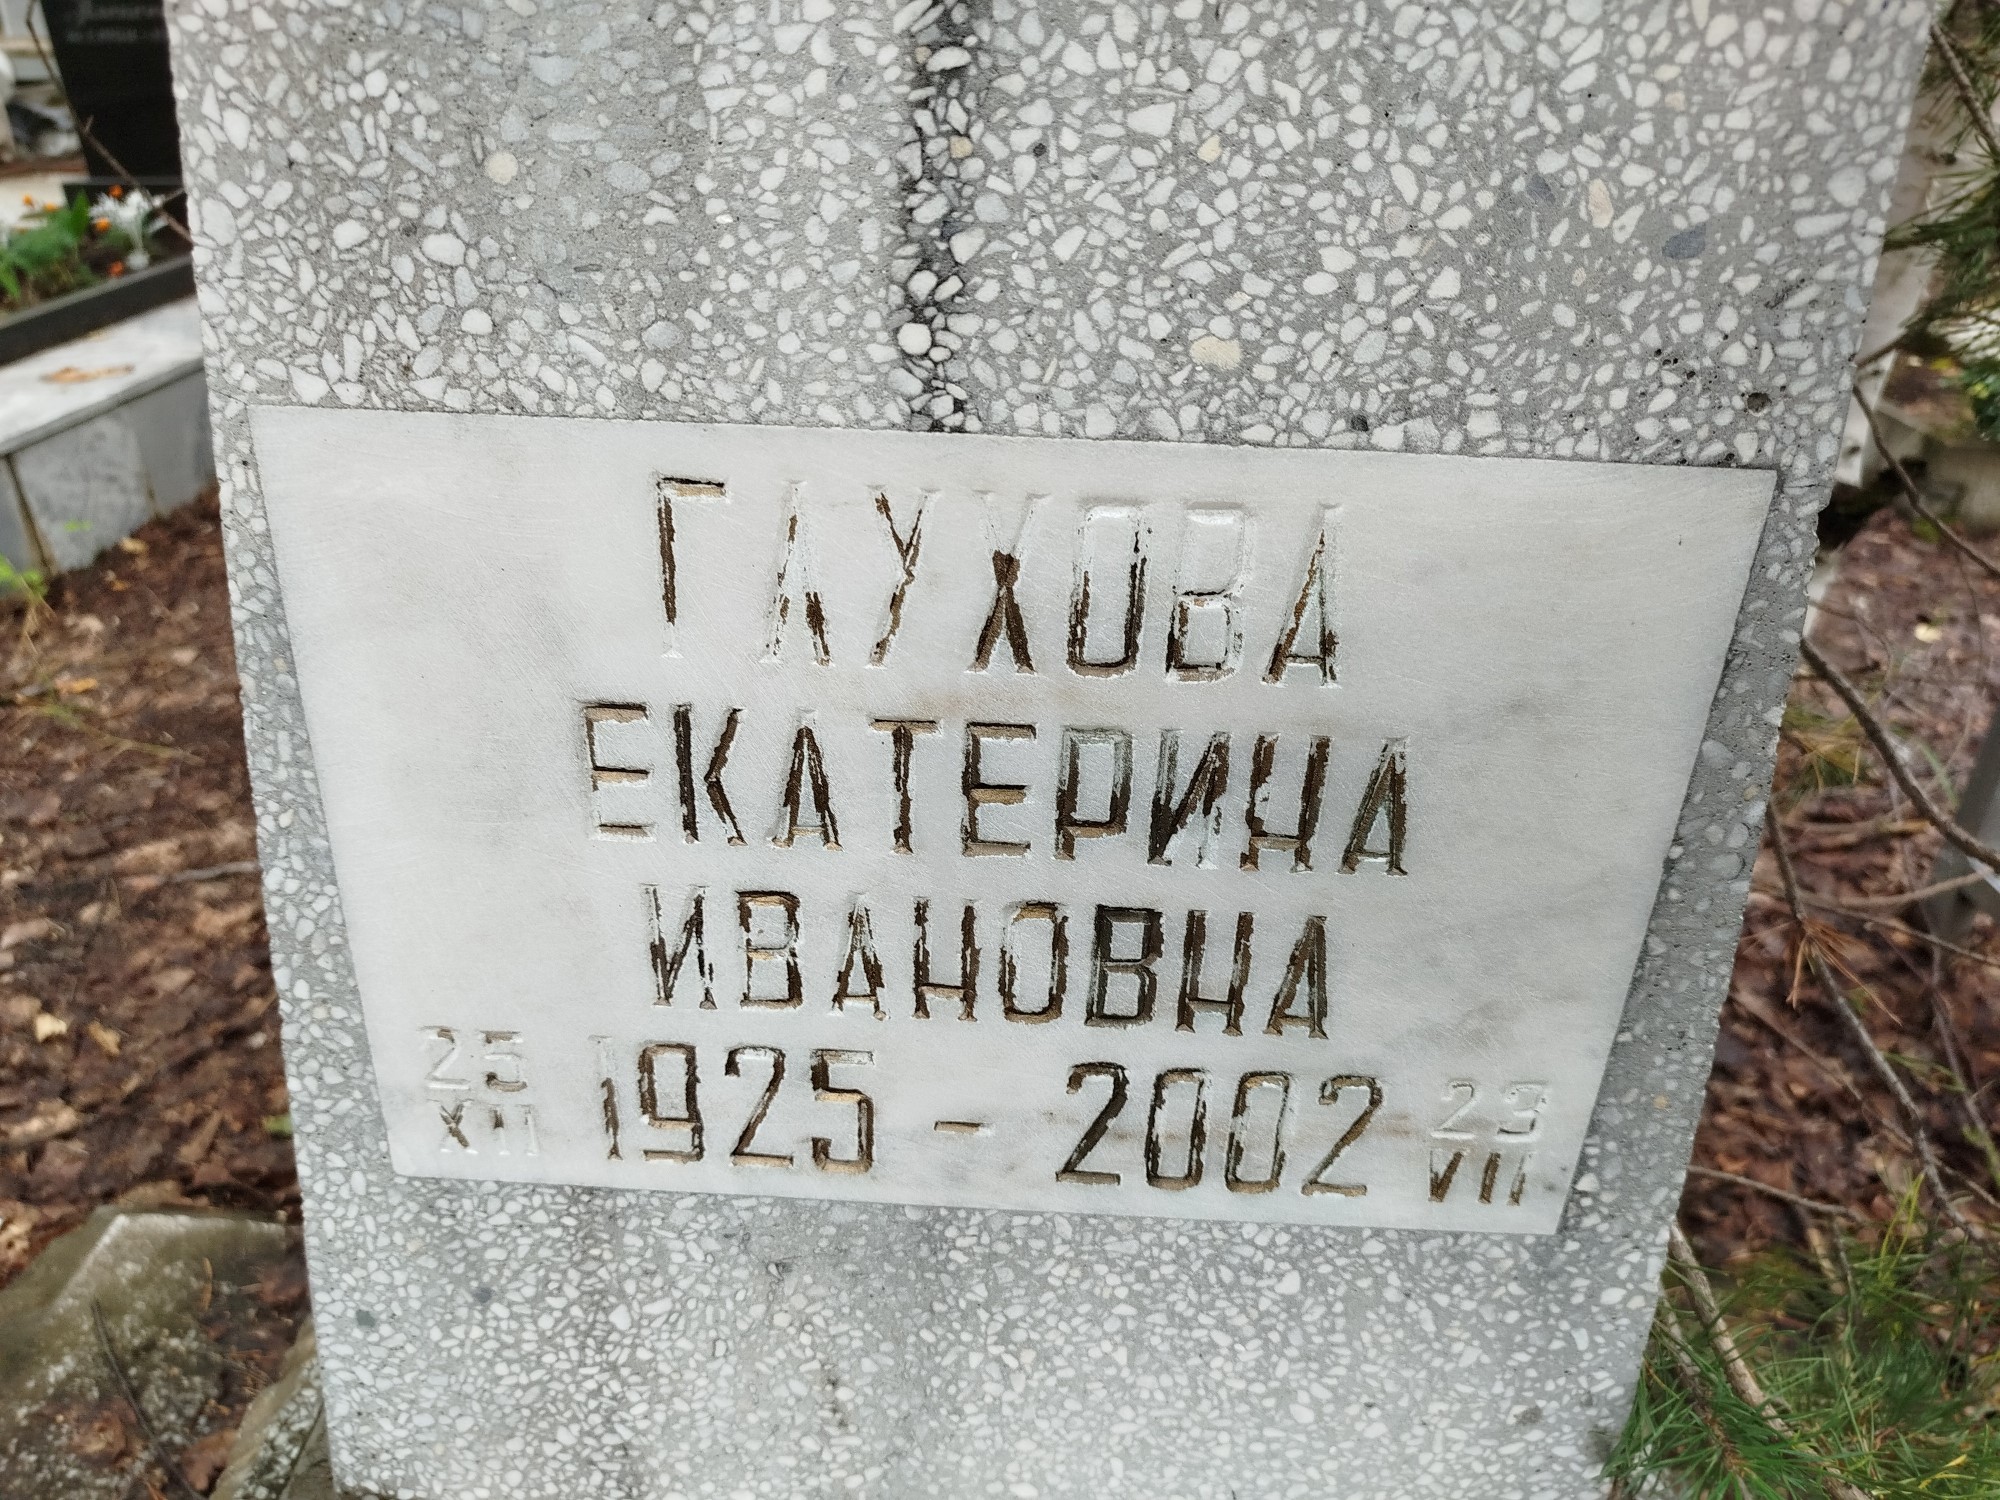 ГЛУХОВА
ЕКАТЕРИНА
ИВАНОВНА
25 XII 1925 - 2002 23 VII